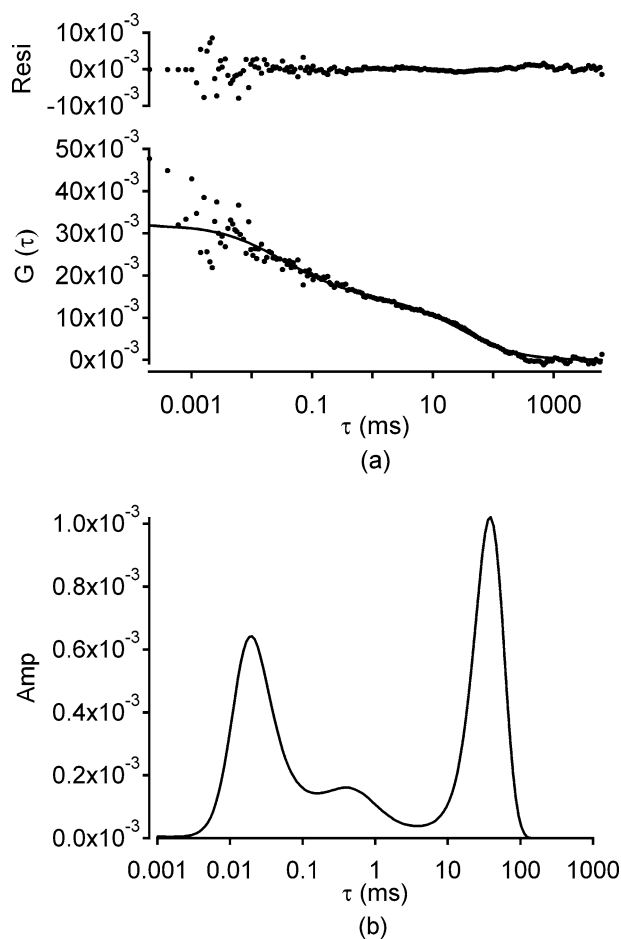 Resi
10x10-3
0x10-3
-10x10-3
G (τ)
50x10-3
40x10-3
30x10-3
20x10-3
10x10-3
0x10-3
0.001 0.1 10 1000
τ (ms)
(a)
Amp
1.0x10-3
0.8x10-3
0.6x10-3
0.4x10-3
0.2x10-3
0.0x10-3
0.001 0.01 0.1 1 10 100 1000
τ (ms)
(b)